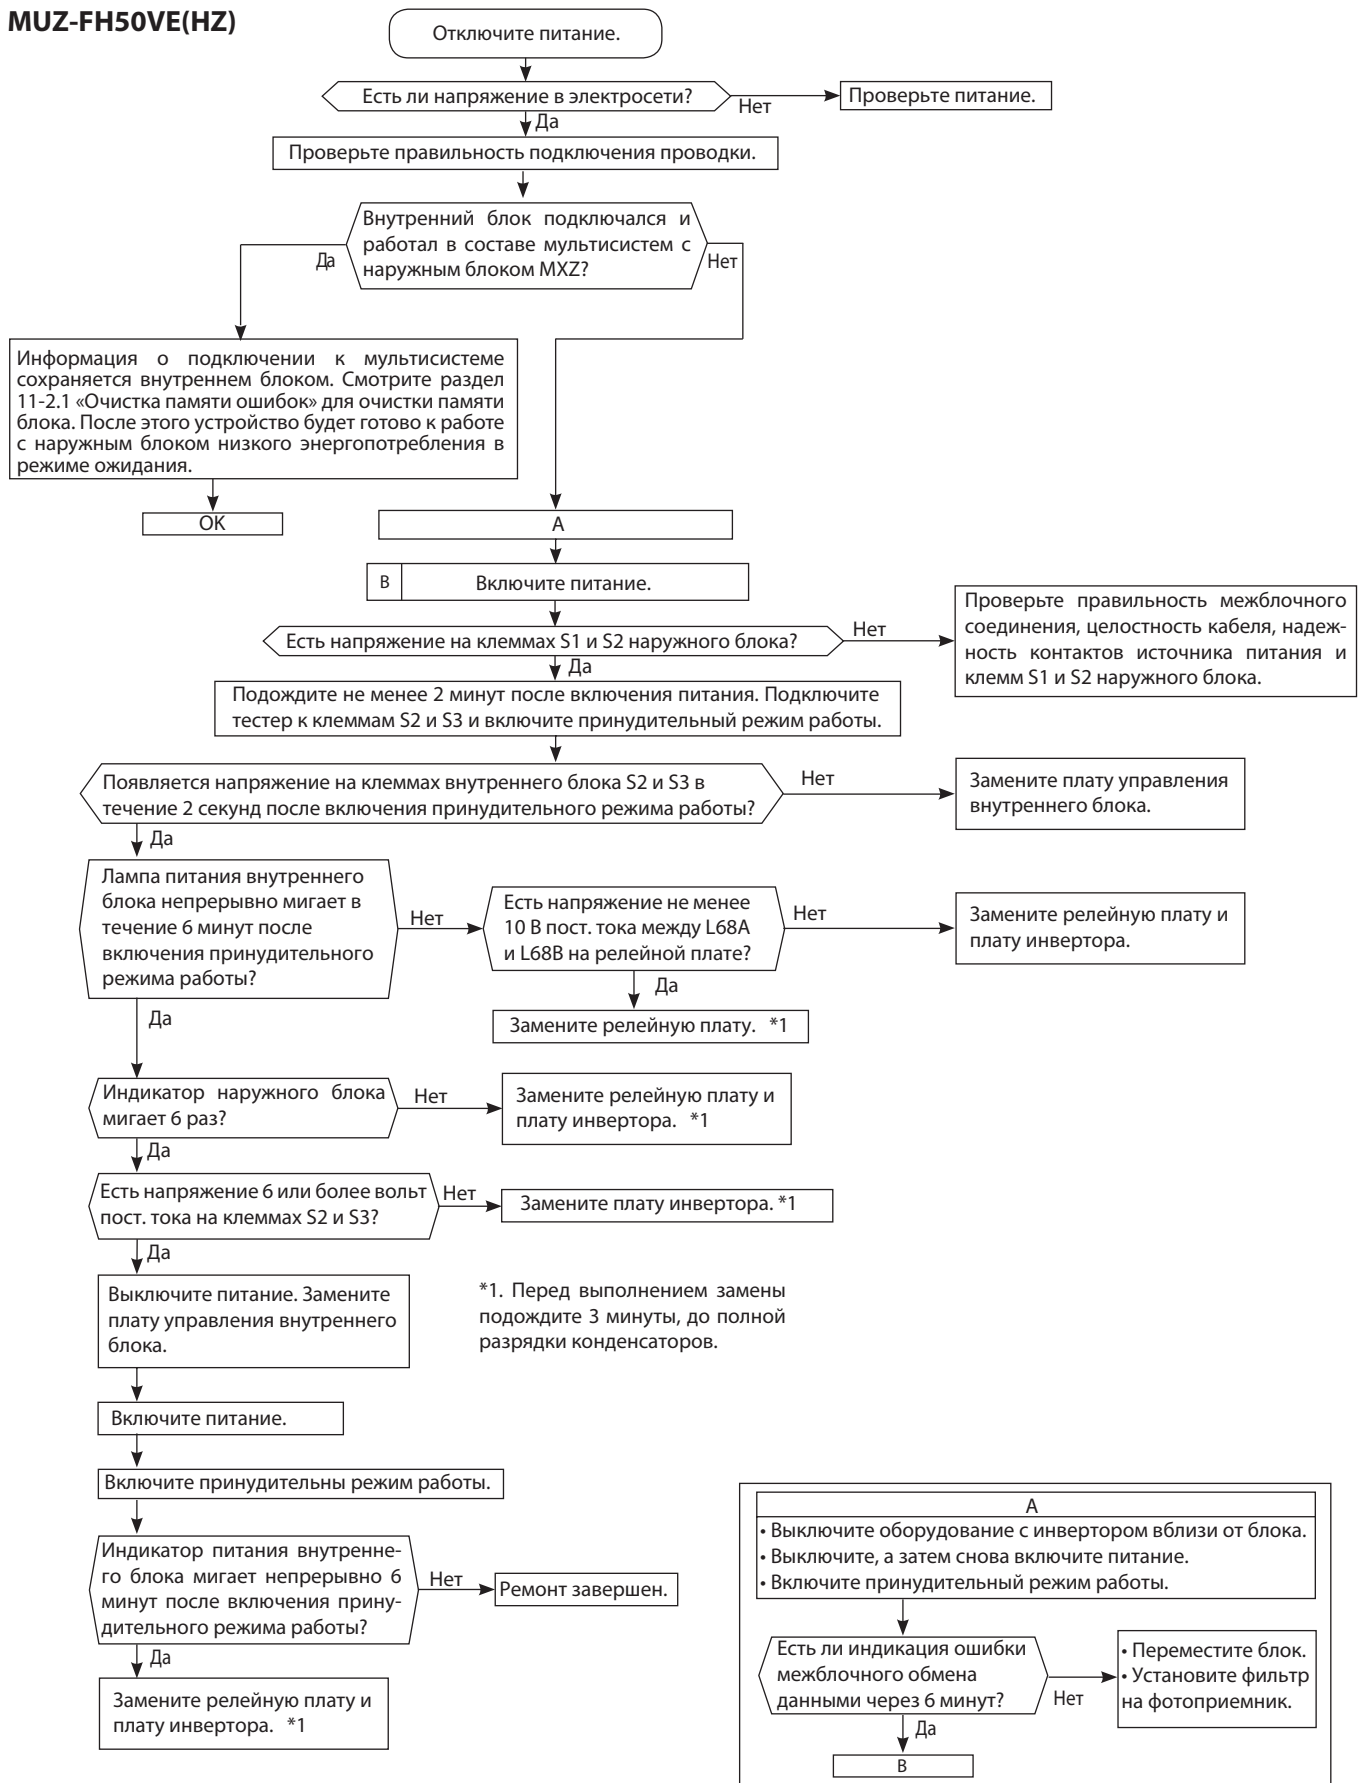 MUZ-FH50VE(HZ)
Отключите питание.
Есть ли напряжение в электросети?
Нет
Проверьте питание.
Да
Проверьте правильность подключения проводки.
Внутренний блок подключался и
работал в составе мультисистем с
наружным блоком MXZ?
Да
Нет
Информация о подключении к мультисистеме
сохраняется внутреннем блоком. Смотрите раздел
11-2.1 «Очистка памяти ошибок» для очистки памяти
блока. После этого устройство будет готово к работе
с наружным блоком низкого энергопотребления в
режиме ожидания.
OK
A
B
Включите питание.
Есть напряжение на клеммах S1 и S2 наружного блока?
Нет
Проверьте правильность межблочного
соединения, целостность кабеля, надеж-
ность контактов источника питания и
клемм S1 и S2 наружного блока.
Да
Подождите не менее 2 минут после включения питания. Подключите
тестер к клеммам S2 и S3 и включите принудительный режим работы.
Появляется напряжение на клеммах внутреннего блока S2 и S3 в
течение 2 секунд после включения принудительного режима работы?
Нет
Замените плату управления
внутреннего блока.
Да
Лампа питания внутреннего
блока непрерывно мигает в
течение 6 минут после
включения принудительного
режима работы?
Нет
Есть напряжение не менее
10 В пост. тока между L68A
и L68B на релейной плате?
Нет
Замените релейную плату и
плату инвертора.
Да
Замените релейную плату. *1
Да
Индикатор наружного блока
мигает 6 раз?
Нет
Замените релейную плату и
плату инвертора. *1
Да
Есть напряжение 6 или более вольт
пост. тока на клеммах S2 и S3?
Нет
Замените плату инвертора. *1
Да
Выключите питание. Замените
плату управления внутреннего
блока.
*1. Перед выполнением замены
подождите 3 минуты, до полной
разрядки конденсаторов.
Включите питание.
Включите принудительны режим работы.
Индикатор питания внутренне-
го блока мигает непрерывно 6
минут после включения прину-
дительного режима работы?
Нет
Ремонт завершен.
Да
Замените релейную плату и
плату инвертора. *1
A
• Выключите оборудование с инвертором вблизи от блока.
• Выключите, а затем снова включите питание.
• Включите принудительный режим работы.
Есть ли индикация ошибки
межблочного обмена
данными через 6 минут?
Нет
• Переместите блок.
• Установите фильтр
на фотоприемник.
Да
B